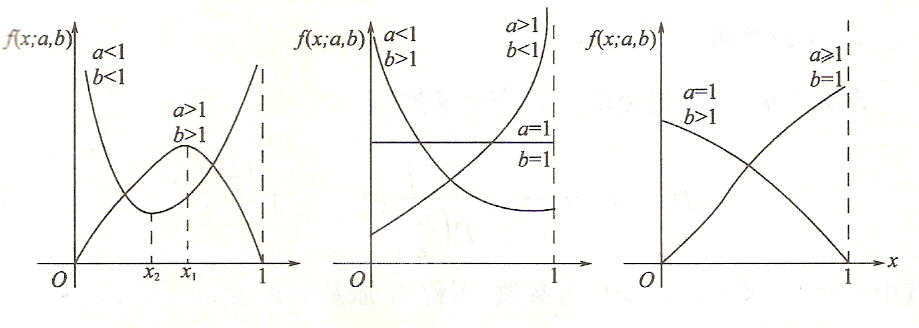 f(x;a,b)
a<1
b<1
a>1
b>1
O
x₂
x₁
1
f(x;a,b)
a<1
b>1
a>1
b<1
a=1
b=1
O
1
f(x;a,b)
a=1
b>1
a⩾1
b=1
O
1
x